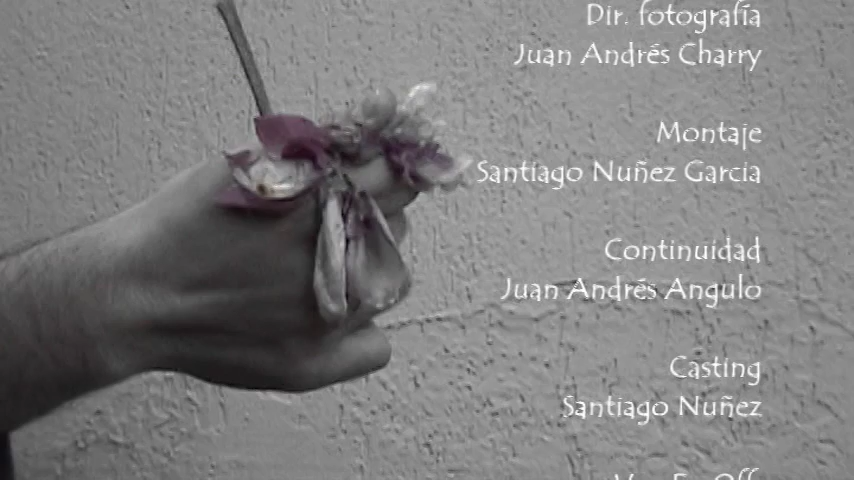 Dir. fotografía
Juan Andrés Charry
Montaje
Santiago Nuñez Garcia
Continuidad
Juan Andrés Angulo
Casting
Santiago Nuñez